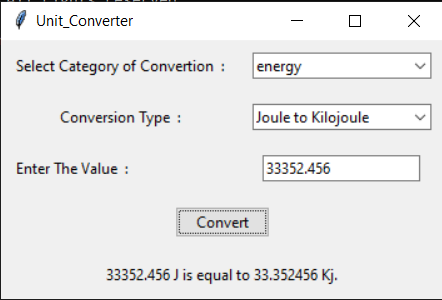 Unit_Converter
Select Category of Convertion :
energy
Conversion Type :
Joule to Kilojoule
Enter The Value :
33352.456
Convert
33352.456 J is equal to 33.352456 Kj.